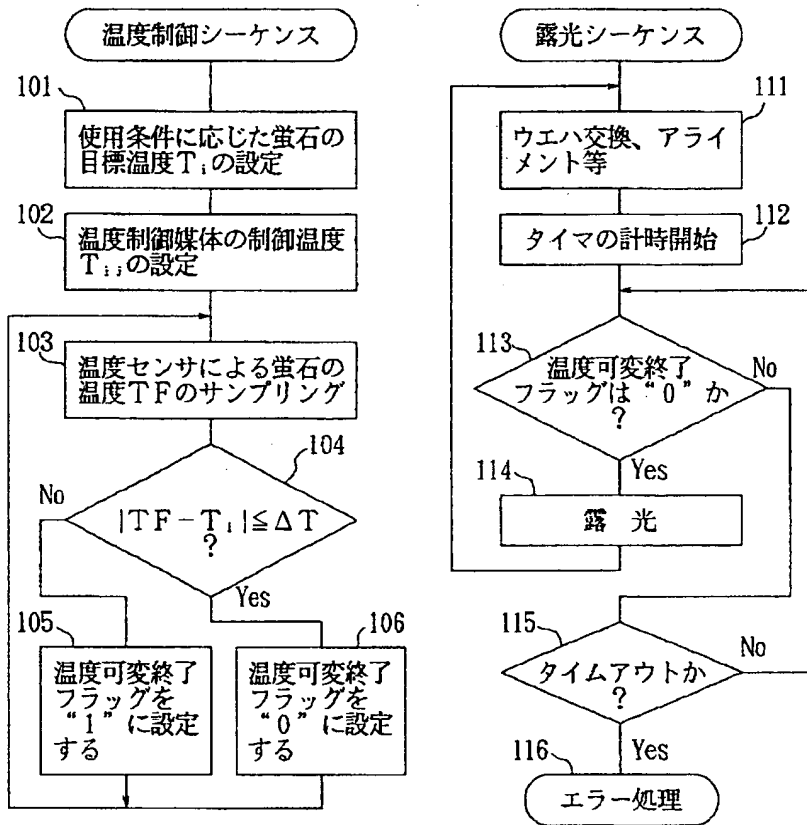 温度制御シーケンス
101
使用条件に応じた蛍石の
目標温度Tiの設定
102
温度制御媒体の制御温度
Tijの設定
103
温度センサによる蛍石の
温度TFのサンプリング
104
No
|TF-Ti|≦ΔT
?
Yes
105
温度可変終了
フラッグを
“1”に設定
する
106
温度可変終了
フラッグを
“0”に設定
する
露光シーケンス
111
ウエハ交換、アライ
メント等
112
タイマの計時開始
113
温度可変終了
フラッグは“0”か
?
No
Yes
114
露 光
115
タイムアウトか
?
No
Yes
116
エラー処理